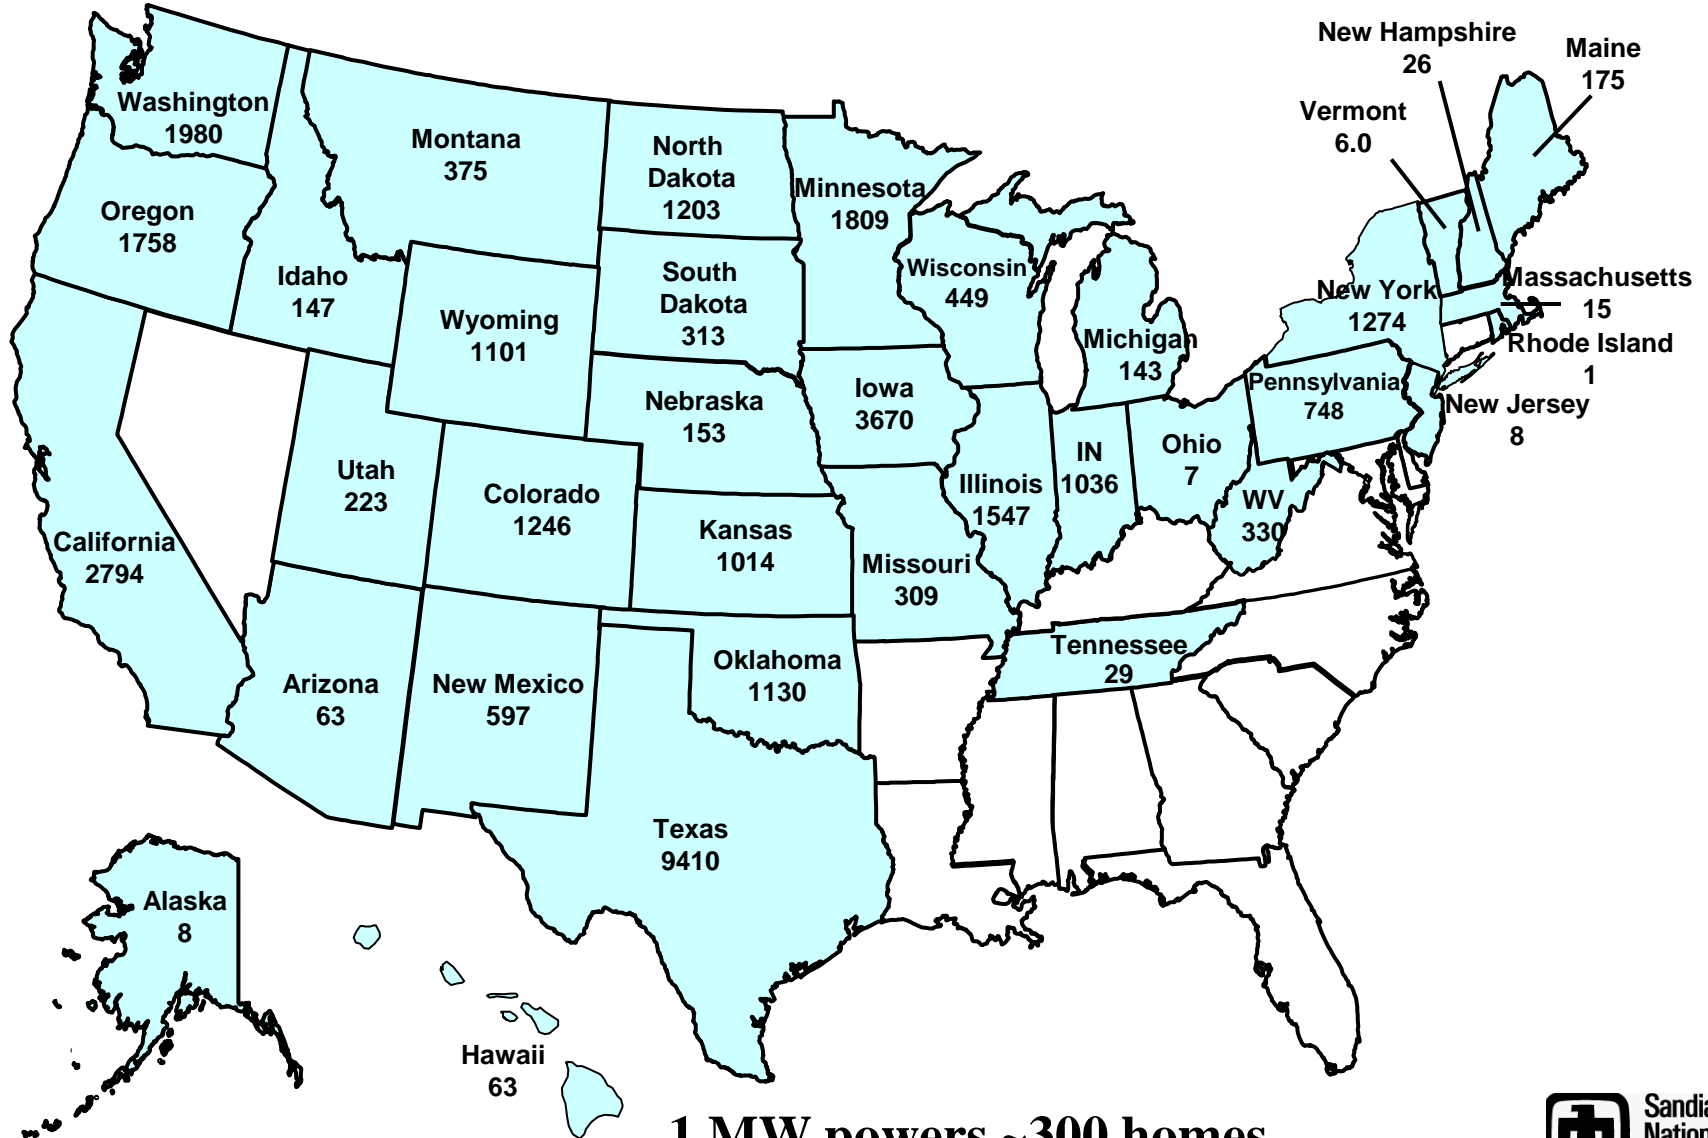 New Hampshire
26
Maine
175
Vermont
6.0
Washington
1980
Montana
375
North
Dakota
1203
Minnesota
1809
Oregon
1758
Idaho
147
Wyoming
1101
South
Dakota
313
Wisconsin
449
Michigan
143
New York
1274
Massachusetts
15
Rhode Island
1
New Jersey
8
Pennsylvania
748
Nebraska
153
Iowa
3670
Illinois
1547
IN
1036
Ohio
7
WV
330
Utah
223
Colorado
1246
Kansas
1014
Missouri
309
California
2794
Arizona
63
New Mexico
597
Oklahoma
1130
Tennessee
29
Texas
9410
Alaska
8
Hawaii
63
1 MW powers ~300 homes
Sandia
Nation